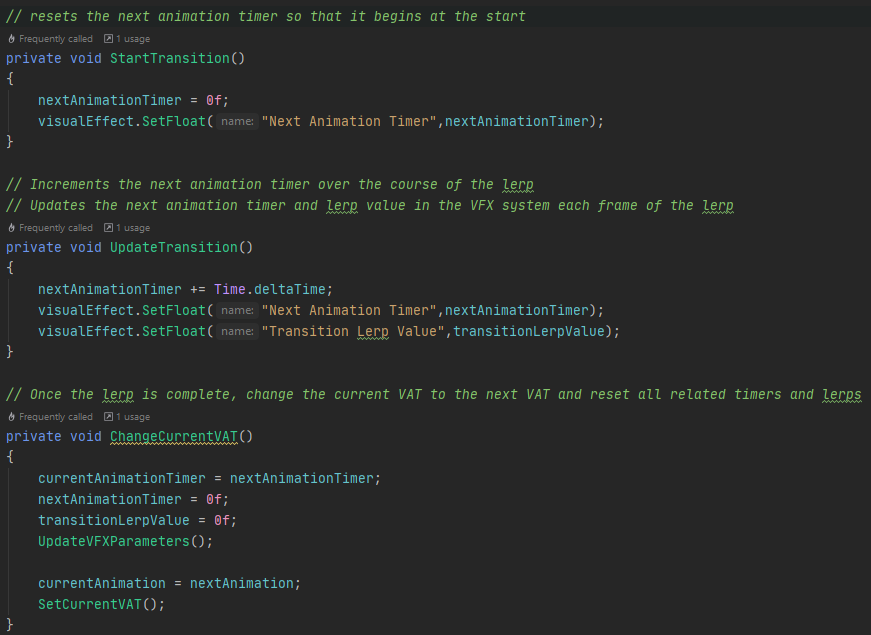 // resets the next animation timer so that it begins at the start
Frequently called 1 usage
private void StartTransition()
{
nextAnimationTimer = 0f;
visualEffect.SetFloat( name: "Next Animation Timer",nextAnimationTimer);
}
// Increments the next animation timer over the course of the lerp
// Updates the next animation timer and lerp value in the VFX system each frame of the lerp
Frequently called 1 usage
private void UpdateTransition()
{
nextAnimationTimer += Time.deltaTime;
visualEffect.SetFloat( name: "Next Animation Timer",nextAnimationTimer);
visualEffect.SetFloat( name: "Transition Lerp Value",transitionLerpValue);
}
// Once the lerp is complete, change the current VAT to the next VAT and reset all related timers and lerps
Frequently called 1 usage
private void ChangeCurrentVAT()
{
currentAnimationTimer = nextAnimationTimer;
nextAnimationTimer = 0f;
transitionLerpValue = 0f;
UpdateVFXParameters();
currentAnimation = nextAnimation;
SetCurrentVAT();
}